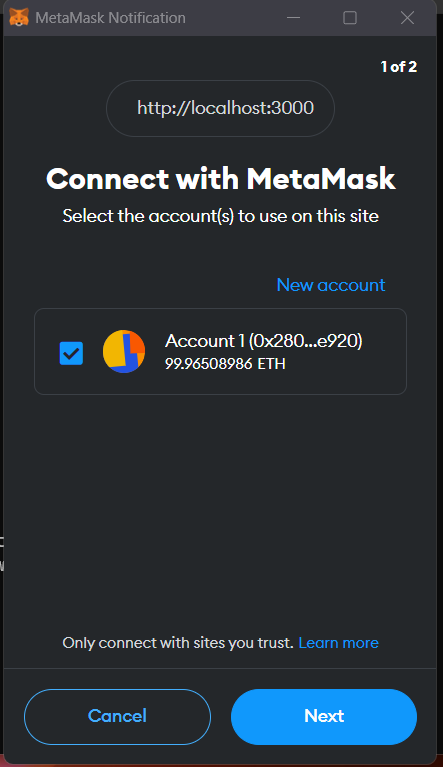 MetaMask Notification
1 of 2
http://localhost:3000
Connect with MetaMask
Select the account(s) to use on this site
New account
Account 1 (0x280...e920)
99.96508986 ETH
Only connect with sites you trust. Learn more
Cancel
Next